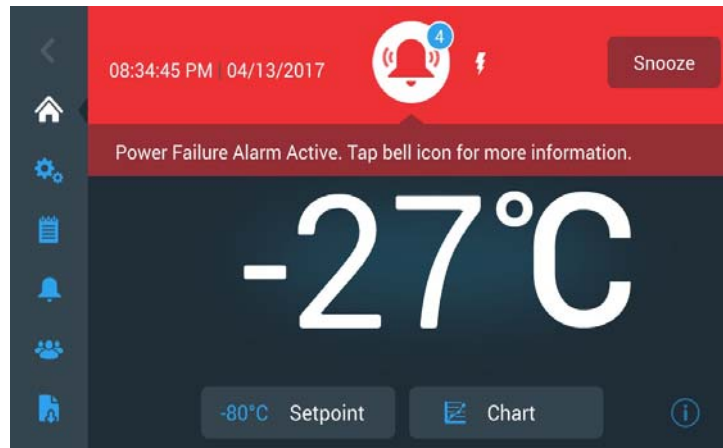 4
08:34:45 PM | 04/13/2017
Snooze
Power Failure Alarm Active. Tap bell icon for more information.
-27°C
-80°C Setpoint
Chart
i